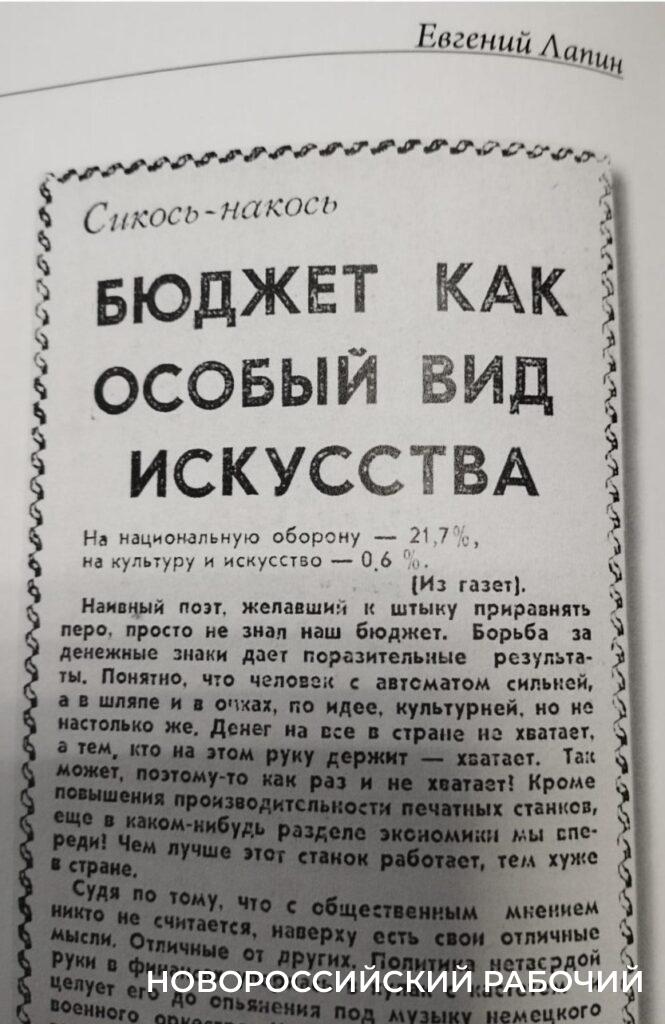 Евгений Лапин
Сикось-накось
БЮДЖЕТ КАК
ОСОБЫЙ ВИД
ИСКУССТВА
На национальную оборону — 21,7%,
на культуру и искусство — 0,6 %.
(Из газет).
Наивный поэт, желавший к штыку приравнять
перо, просто не знал наш бюджет. Борьба за
денежные знаки дает поразительные результа-
ты. Понятно, что человек с автоматом сильней,
а в шляпе и в очках, по идее, культурней, но не
настолько же. Денег на все в стране не хватает,
а тем, кто на этом руку держит — хватает. Так
может, поэтому-то как раз и не хватает! Кроме
повышения производительности печатных станков,
еще в каком-нибудь разделе экономики мы впе-
реди! Чем лучше этот станок работает, тем хуже
в стране.
Судя по тому, что с общественным мнением
никто не считается, наверху есть свои отличные
мысли. Отличные от других. Политика нетвердой
руки в
целует его до опьянения под музыку немецкого
военного
НОВОРОССИЙСКИЙ РАБОЧИЙ